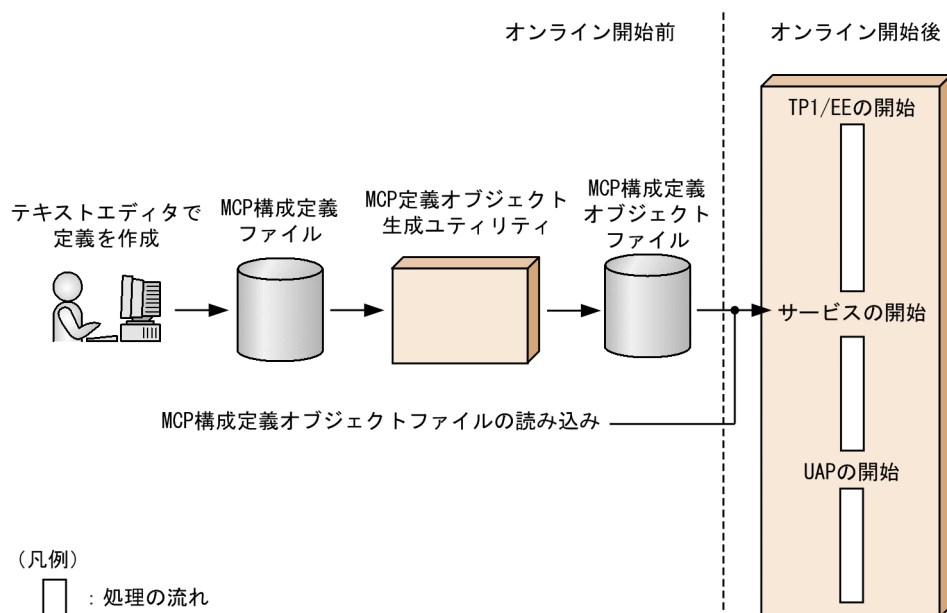 オンライン開始前
オンライン開始後
TP1/EEの開始
テキストエディタで
定義を作成
MCP構成定義
ファイル
MCP定義オブジェクト
生成ユティリティ
MCP構成定義
オブジェクト
ファイル
サービスの開始
MCP構成定義オブジェクトファイルの読み込み
UAPの開始
(凡例)
：処理の流れ